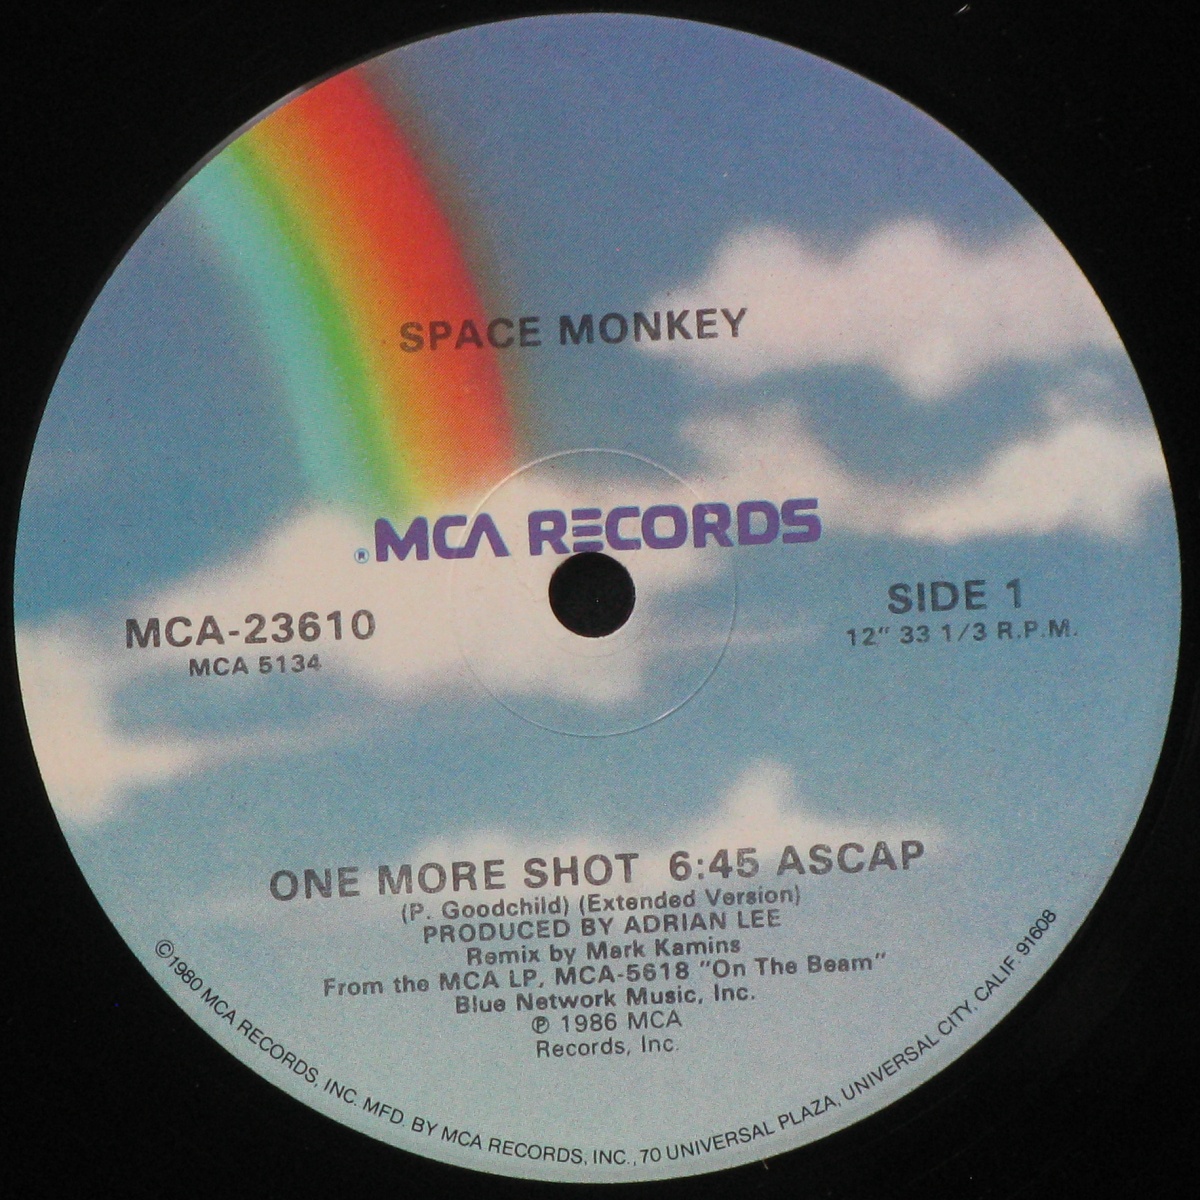 SPACE MONKEY
® MCA RECORDS
MCA-23610
MCA 5134
SIDE 1
12" 33 1/3 R.P.M.
ONE MORE SHOT 6:45 ASCAP
(P. Goodchild) (Extended Version)
PRODUCED BY ADRIAN LEE
Remix by Mark Kamins
From the MCA LP, MCA-5618 "On The Beam"
Blue Network Music, Inc.
℗ 1986 MCA
Records, Inc.
©1980 MCA RECORDS, INC. MFD. BY MCA RECORDS, INC., 70 UNIVERSAL PLAZA, UNIVERSAL CITY, CALIF. 91608